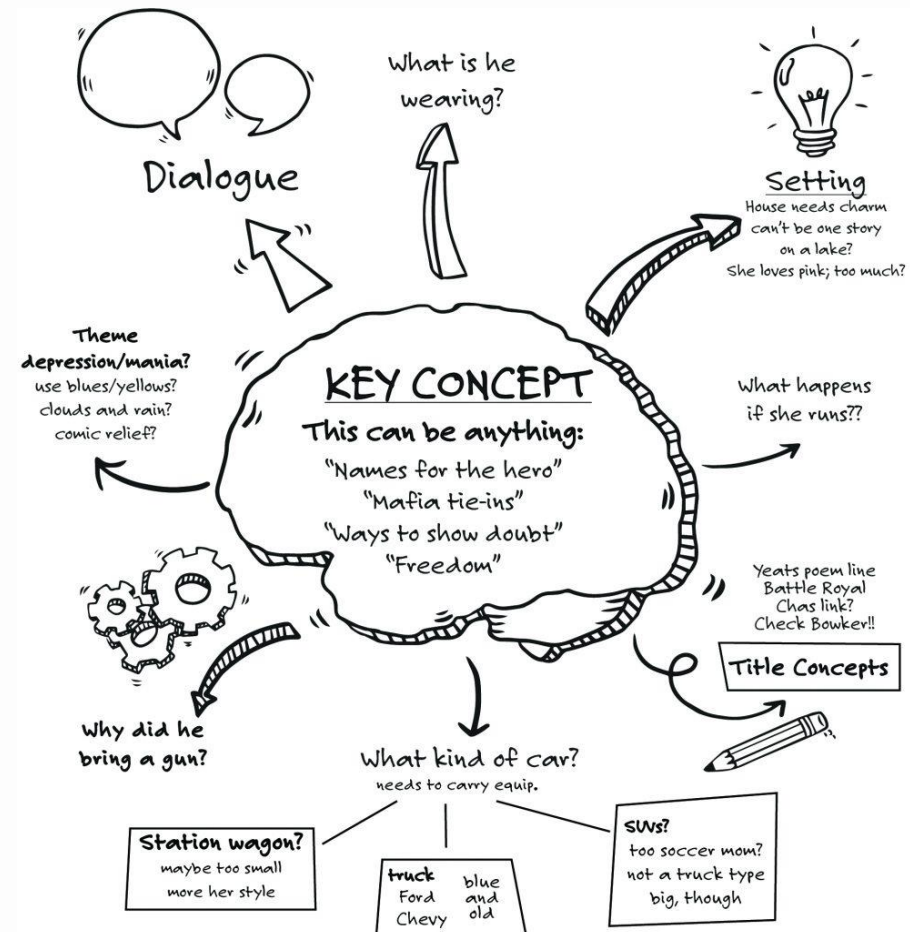 What is he
wearing?
Dialogue
Setting
House needs charm
can't be one story
on a lake?
She loves pink; too much?
Theme
depression/mania?
use blues/yellows?
clouds and rain?
comic relief?
KEY CONCEPT
This can be anything:
"Names for the hero"
"Mafia tie-ins"
"Ways to show doubt"
"Freedom"
What happens
if she runs??
Yeats poem line
Battle Royal
Chas link?
Check Bowker!!
Title Concepts
Why did he
bring a gun?
What kind of car?
needs to carry equip.
Station wagon?
maybe too small
more her style
truck
Ford
Chevy
blue
and
old
SUVs?
too soccer mom?
not a truck type
big, though